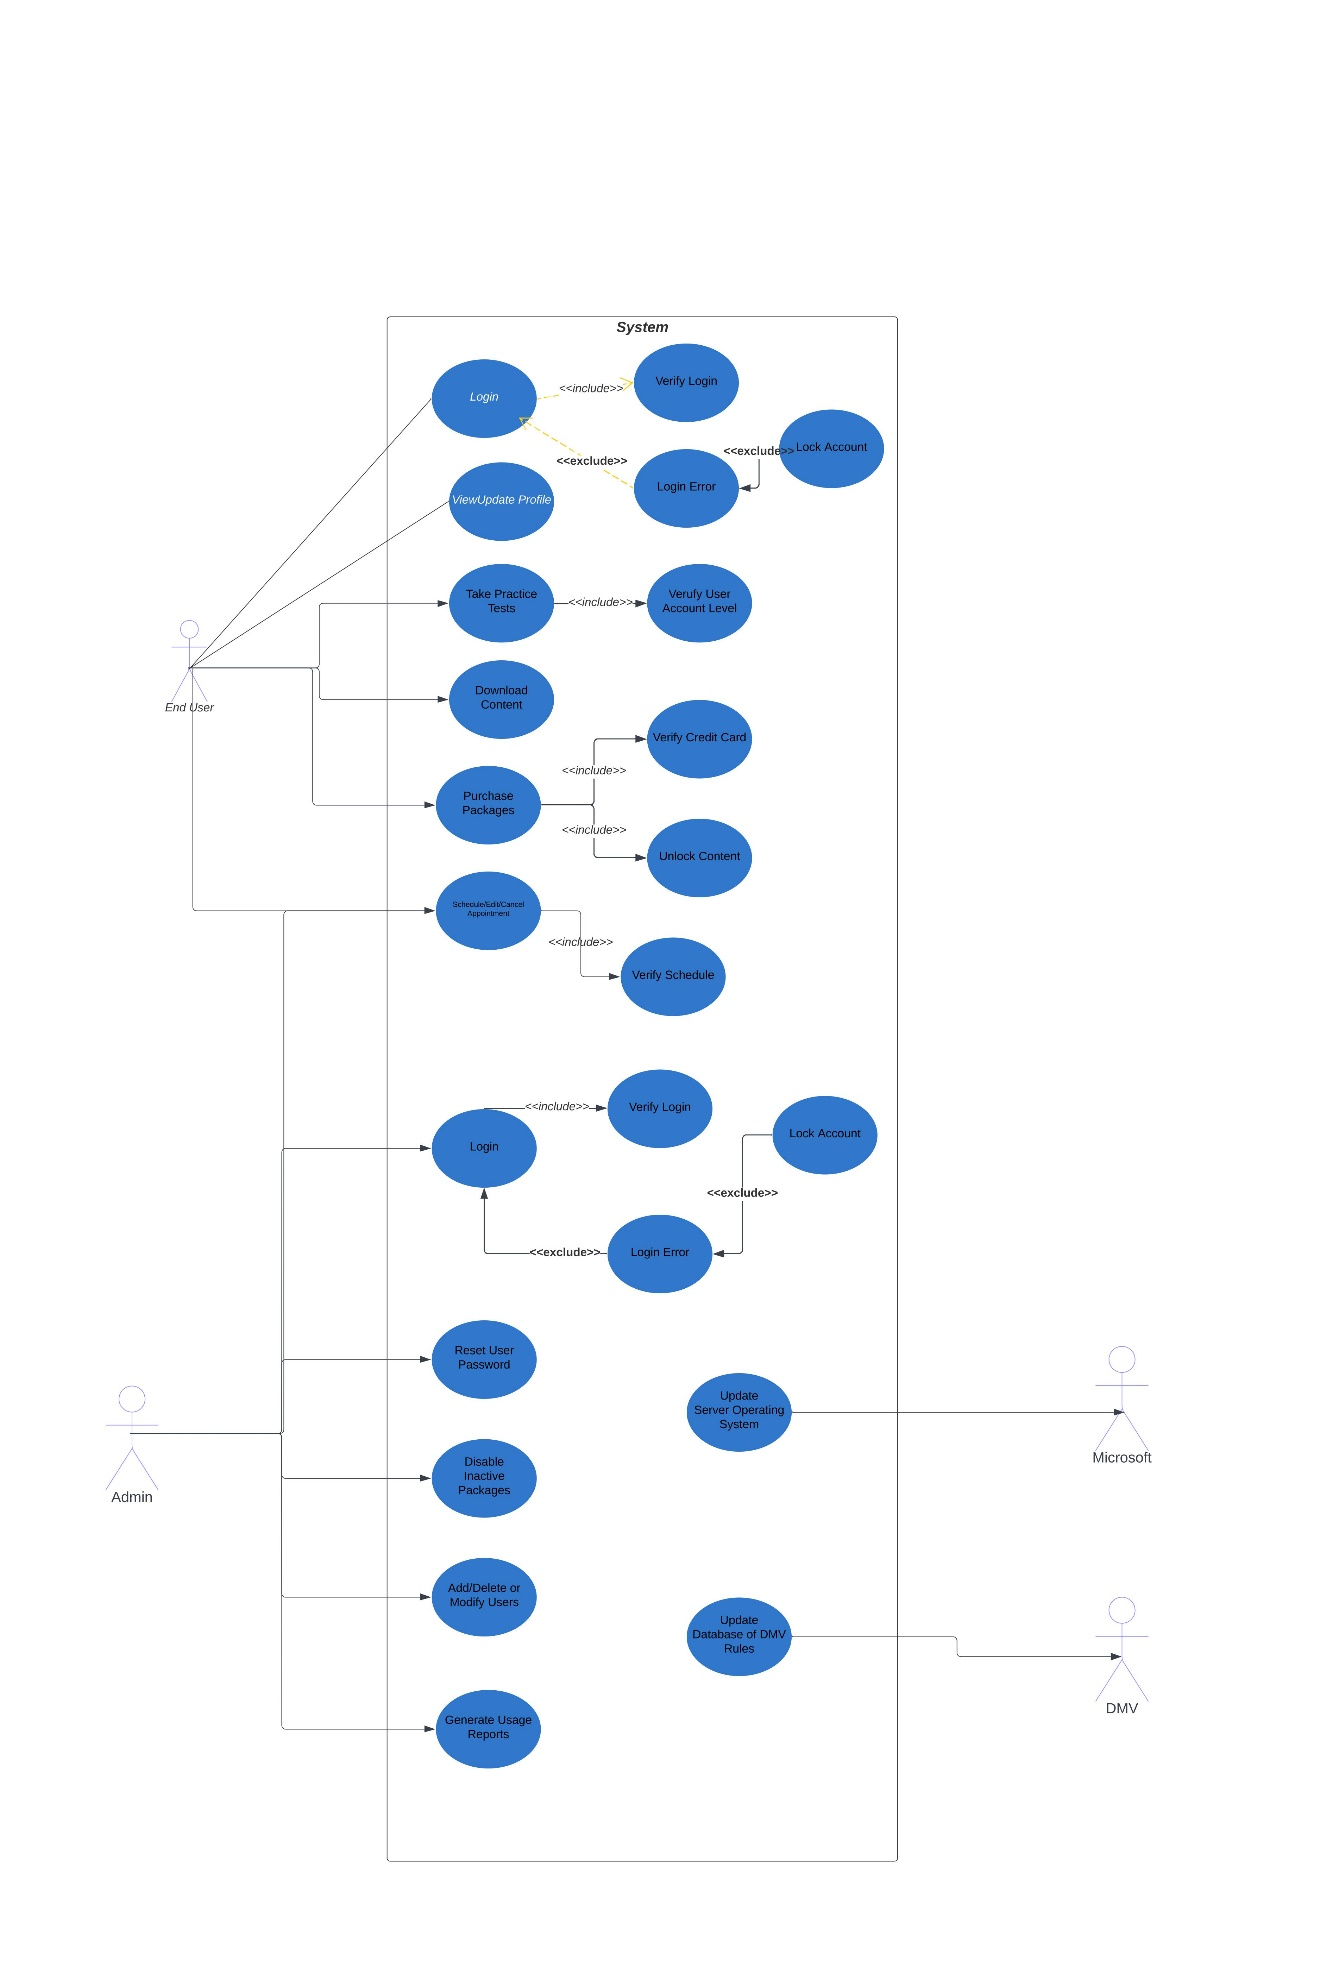 System
Login
<<include>>
Verify Login
<<exclude>>
Login Error
<<exclude>>
Lock Account
ViewUpdate Profile
Take Practice
Tests
<<include>>
Verufy User
Account Level
End User
Download
Content
Purchase
Packages
<<include>>
Verify Credit Card
<<include>>
Unlock Content
Schedule/Edit/Cancel
Appointment
<<include>>
Verify Schedule
Login
<<include>>
Verify Login
Lock Account
<<exclude>>
<<exclude>>
Login Error
Reset User
Password
Update
Server Operating
System
Microsoft
Admin
Disable
Inactive
Packages
Add/Delete or
Modify Users
Update
Database of DMV
Rules
DMV
Generate Usage
Reports